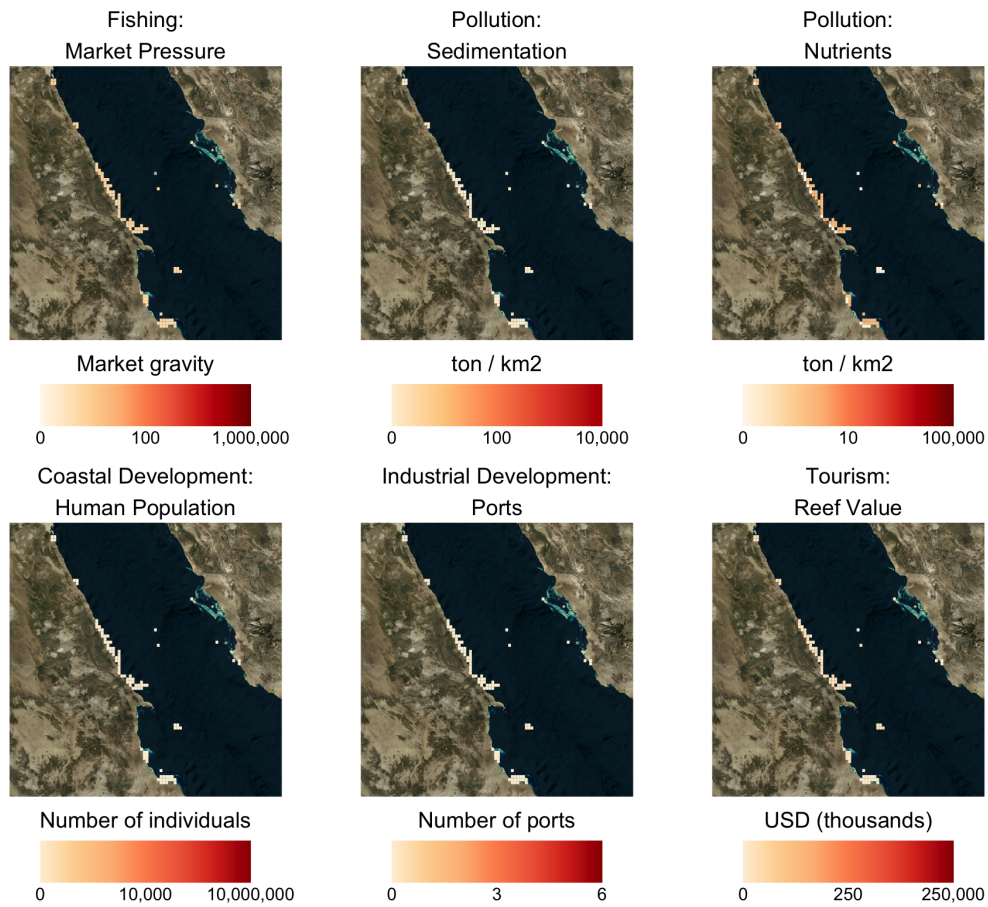 Fishing:
Market Pressure
Pollution:
Sedimentation
Pollution:
Nutrients
Market gravity
0 100 1,000,000
ton / km2
0 100 10,000
ton / km2
0 10 100,000
Coastal Development:
Human Population
Industrial Development:
Ports
Tourism:
Reef Value
Number of individuals
0 10,000 10,000,000
Number of ports
0 3 6
USD (thousands)
0 250 250,000